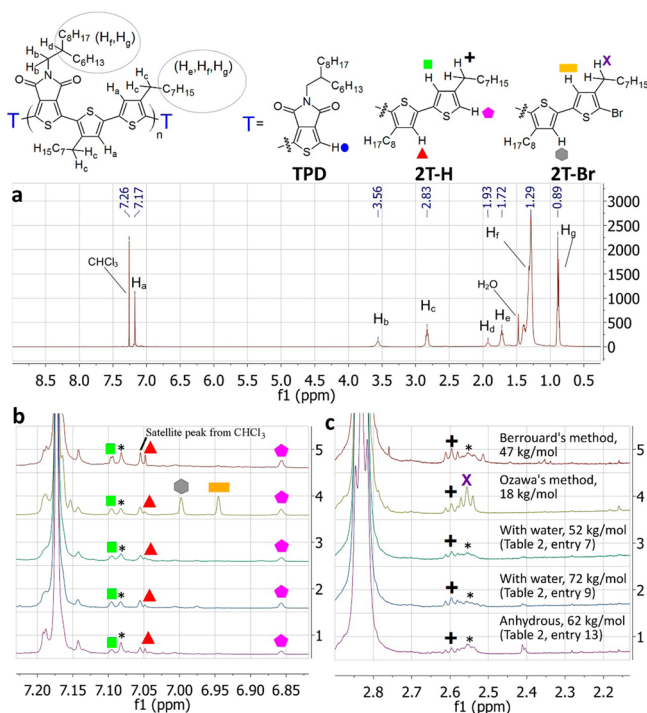 C8H17 (Hf,Hg)
Hd
Hb
C6H13
Hb
N
O
O
(He,Hf,Hg)
Hc
Hc
C7H15
Ha
S
S
S
T
T
n
H15C7
Hc
Hc
Ha
T =
C8H17
C6H13
N
O
O
S
H
TPD
H
H
C7H15
S
S
H
H17C8
H
2T-H
H
H
X
C7H15
S
S
Br
H17C8
H
2T-Br
a
7.26
7.17
3.56
2.83
1.93
1.72
1.29
0.89
3000
2500
2000
1500
1000
500
0
CHCl3
Ha
Hb
Hc
Hd
He
H2O
Hf
Hg
8.5 8.0 7.5 7.0 6.5 6.0 5.5 5.0 4.5 4.0 3.5 3.0 2.5 2.0 1.5 1.0 0.5
f1 (ppm)
b
Satellite peak from CHCl3
*
5
*
4
*
3
*
2
*
1
7.20 7.15 7.10 7.05 7.00 6.95 6.90 6.85
f1 (ppm)
c
+ * Berrouard's method,
47 kg/mol
5
+ X Ozawa's method,
18 kg/mol
4
+ * With water, 52 kg/mol
(Table 2, entry 7)
3
+ * With water, 72 kg/mol
(Table 2, entry 9)
2
+ * Anhydrous, 62 kg/mol
(Table 2, entry 13)
1
2.8 2.7 2.6 2.5 2.4 2.3 2.2
f1 (ppm)